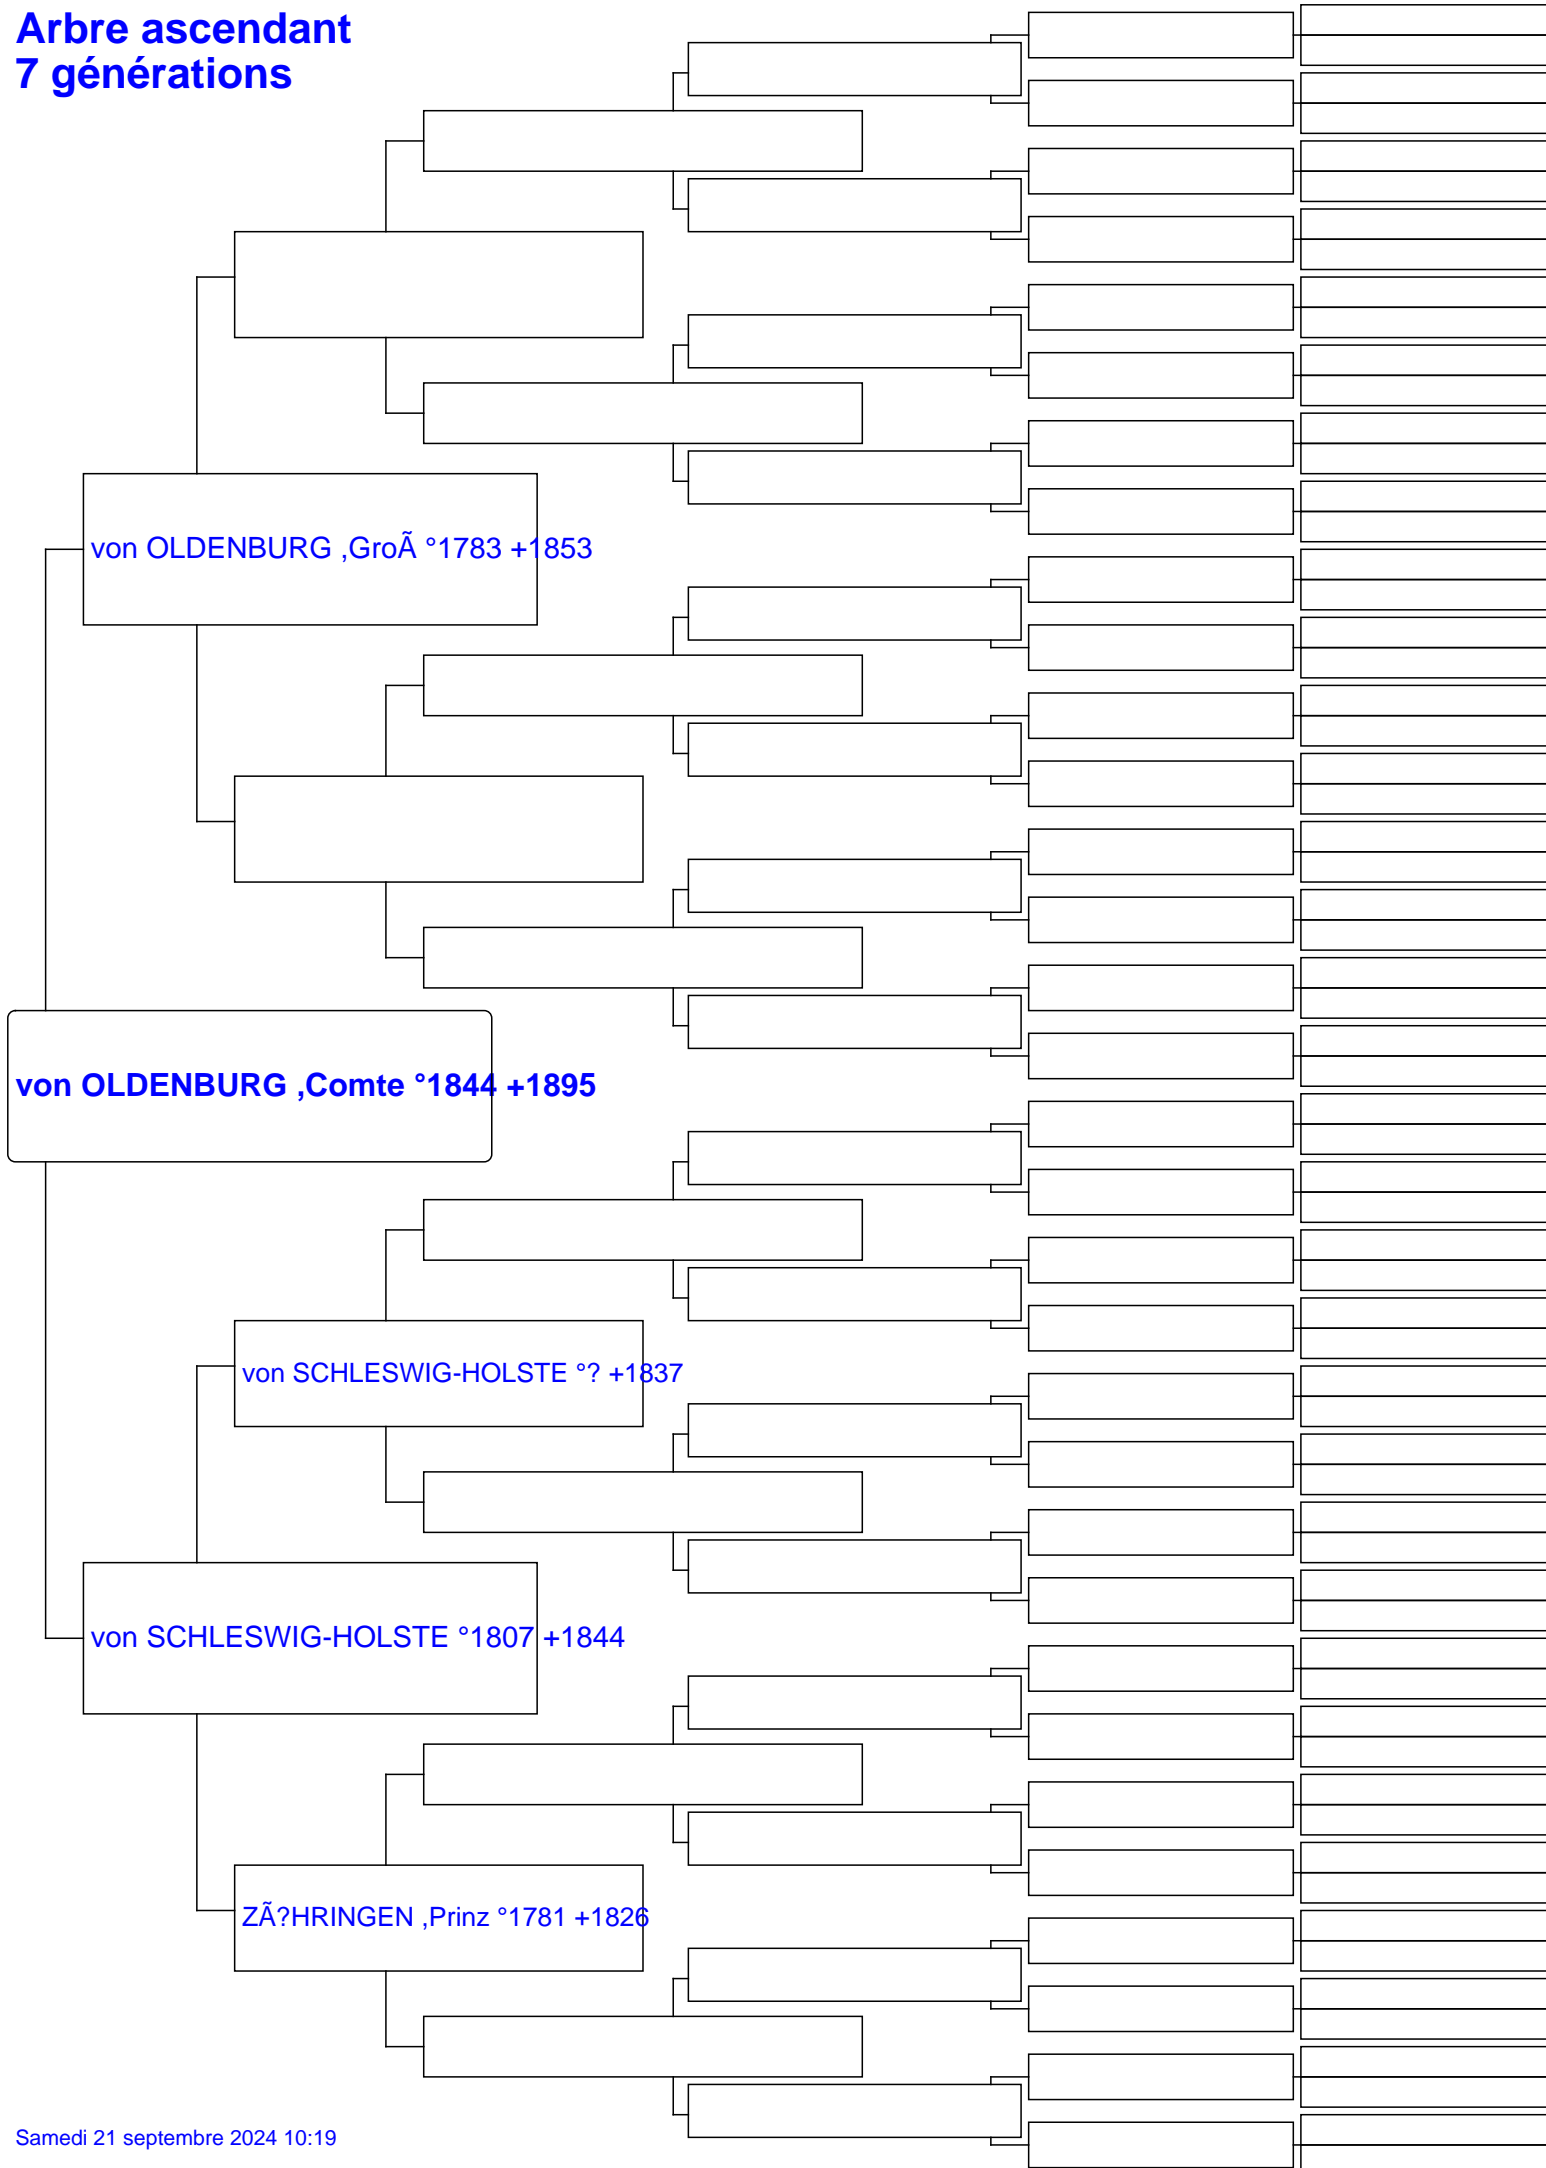 Arbre ascendant
7 générations
von OLDENBURG ,GroÃ °1783 +1853
von OLDENBURG ,Comte °1844 +1895
von SCHLESWIG-HOLSTE °? +1837
von SCHLESWIG-HOLSTE °1807 +1844
ZÃ?HRINGEN ,Prinz °1781 +1826
Samedi 21 septembre 2024 10:19